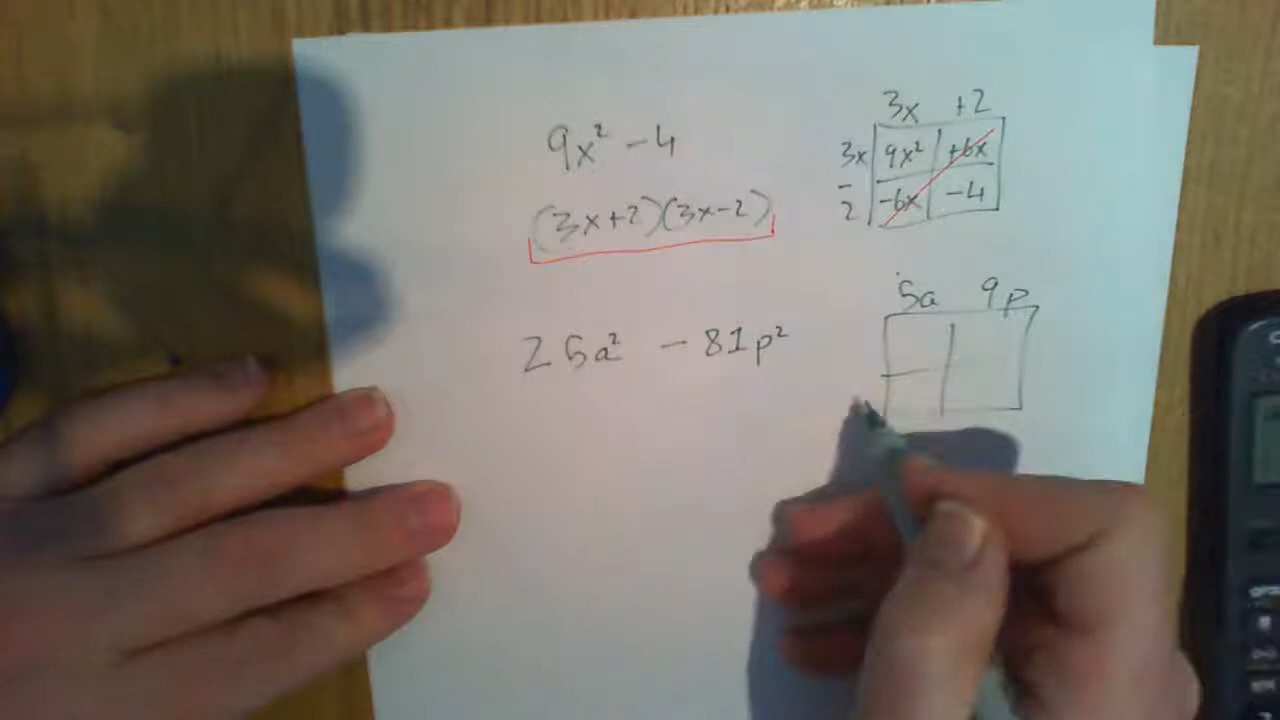 9x² - 4
(3x+2)(3x-2)
3x +2
3x 9x² +6x
-2 -6x -4
25a² - 81p²
5a 9p